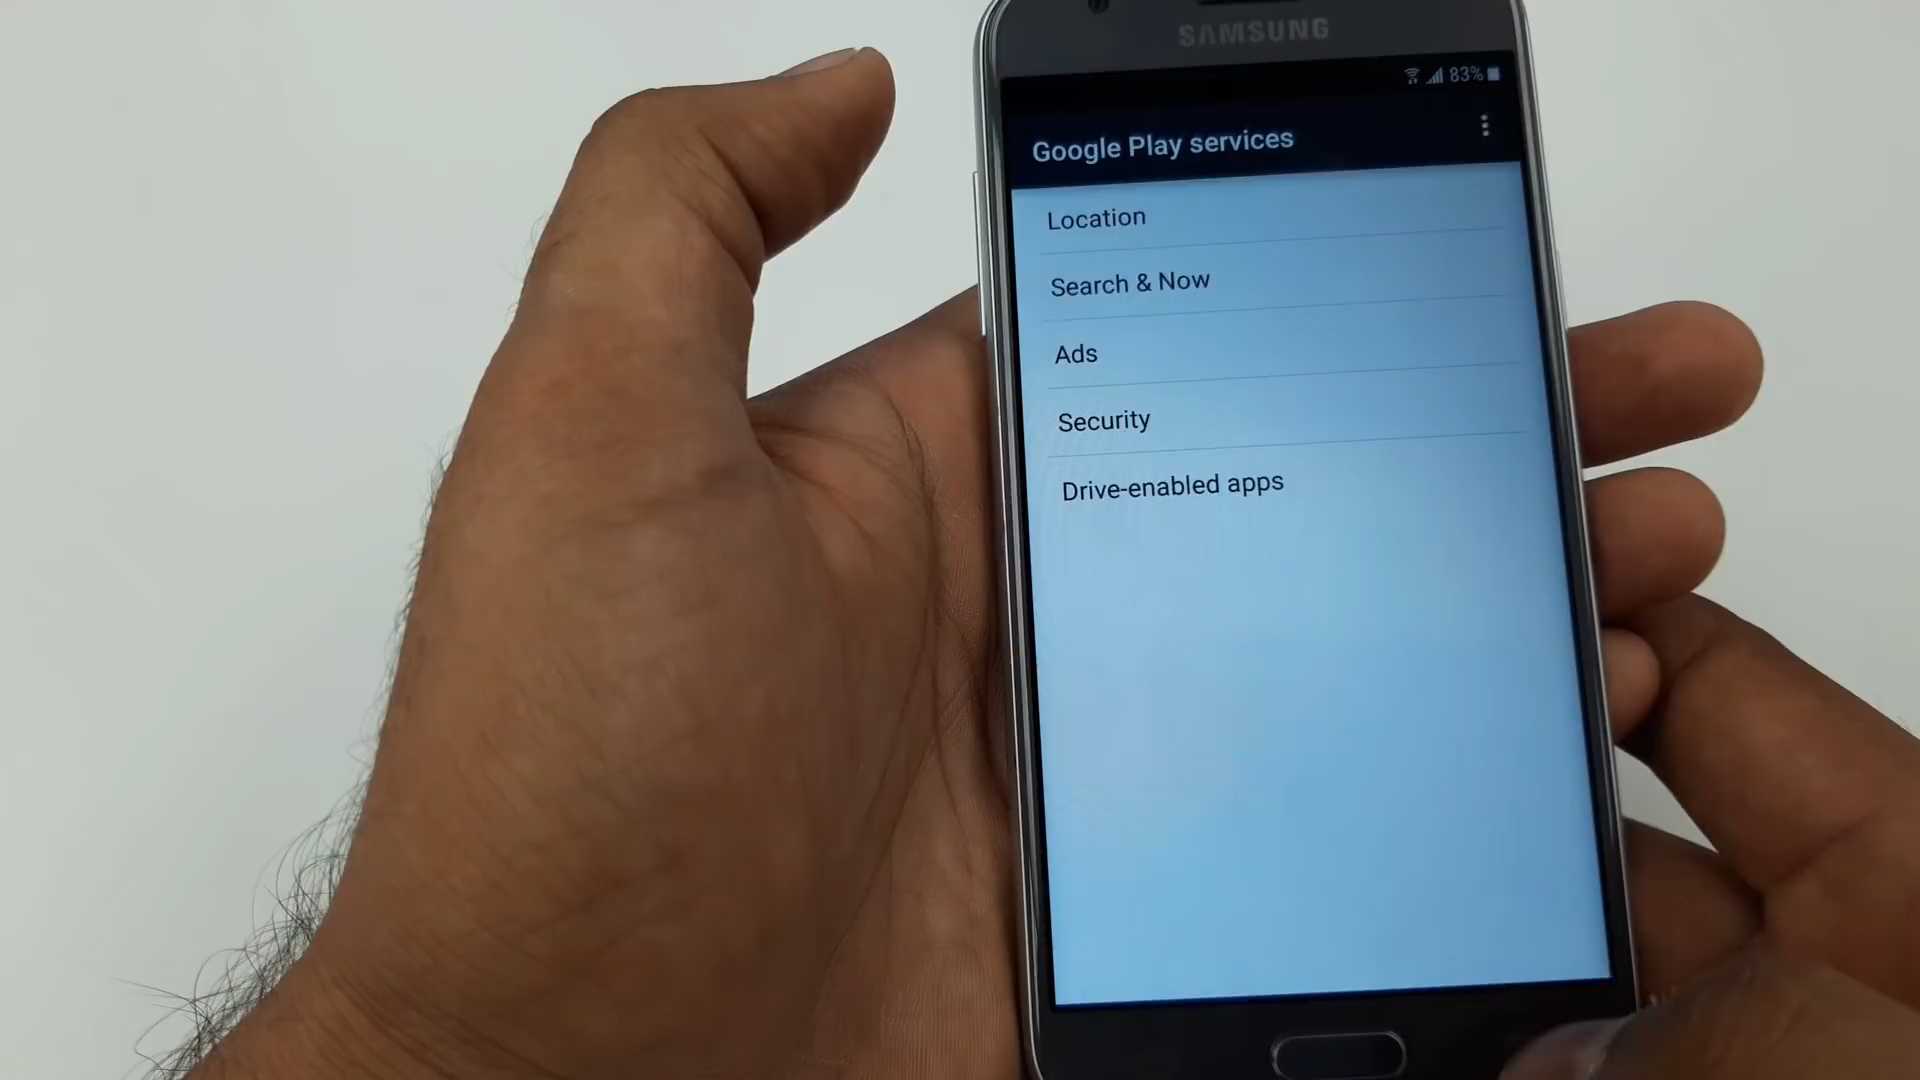 SAMSUNG
83%
Google Play services
Location
Search & Now
Ads
Security
Drive-enabled apps